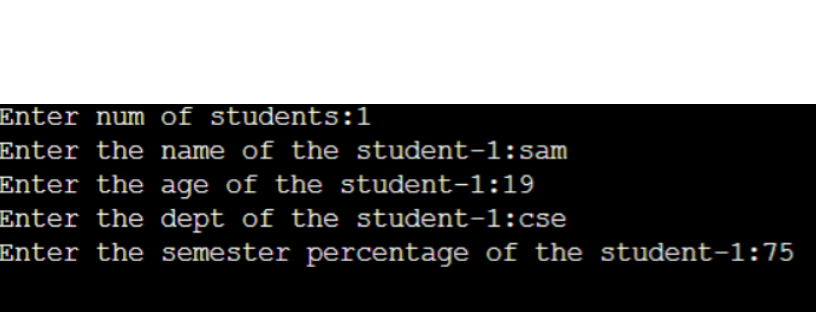 Enter num of students:1
Enter the name of the student-1:sam
Enter the age of the student-1:19
Enter the dept of the student-1:cse
Enter the semester percentage of the student-1:75